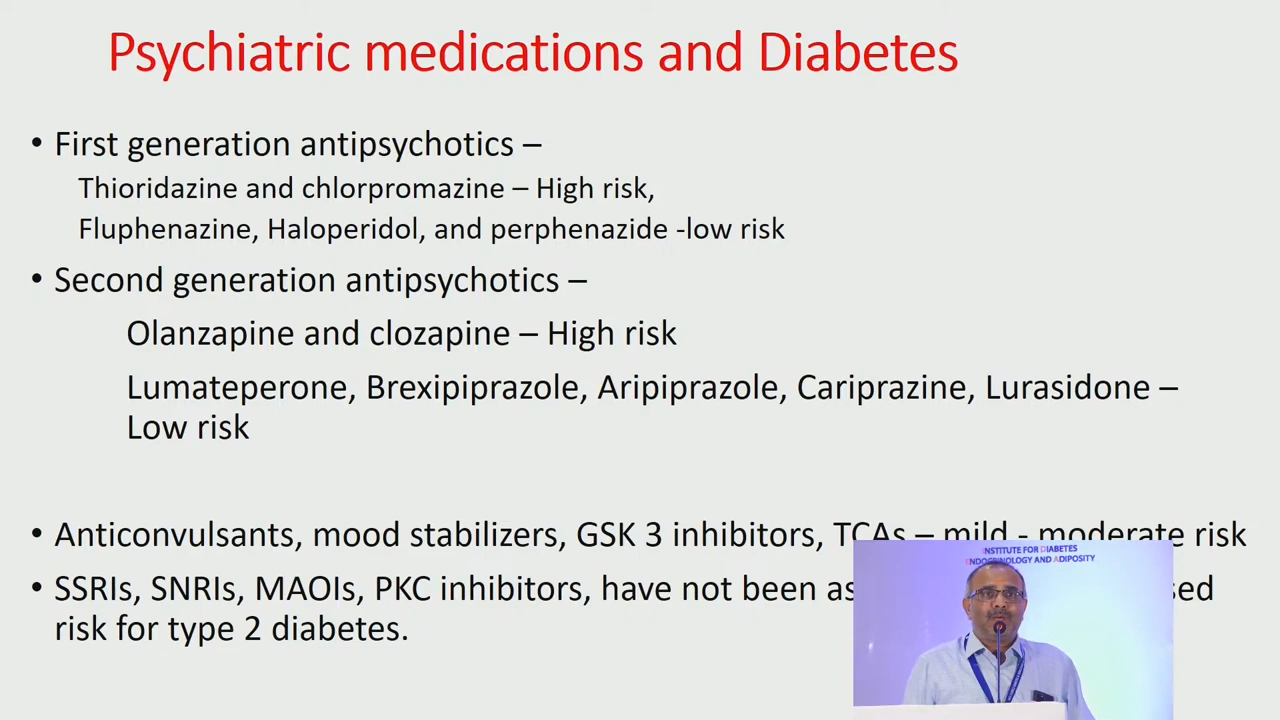 Psychiatric medications and Diabetes
• First generation antipsychotics –
Thioridazine and chlorpromazine – High risk,
Fluphenazine, Haloperidol, and perphenazide -low risk
• Second generation antipsychotics –
Olanzapine and clozapine – High risk
Lumateperone, Brexipiprazole, Aripiprazole, Cariprazine, Lurasidone –
Low risk
• Anticonvulsants, mood stabilizers, GSK 3 inhibitors, TCAs – mild - moderate risk
• SSRIs, SNRIs, MAOIs, PKC inhibitors, have not been
risk for type 2 diabetes.
INSTITUTE FOR DIABETES
ENDOCRINOLOGY AND ADIPOSITY